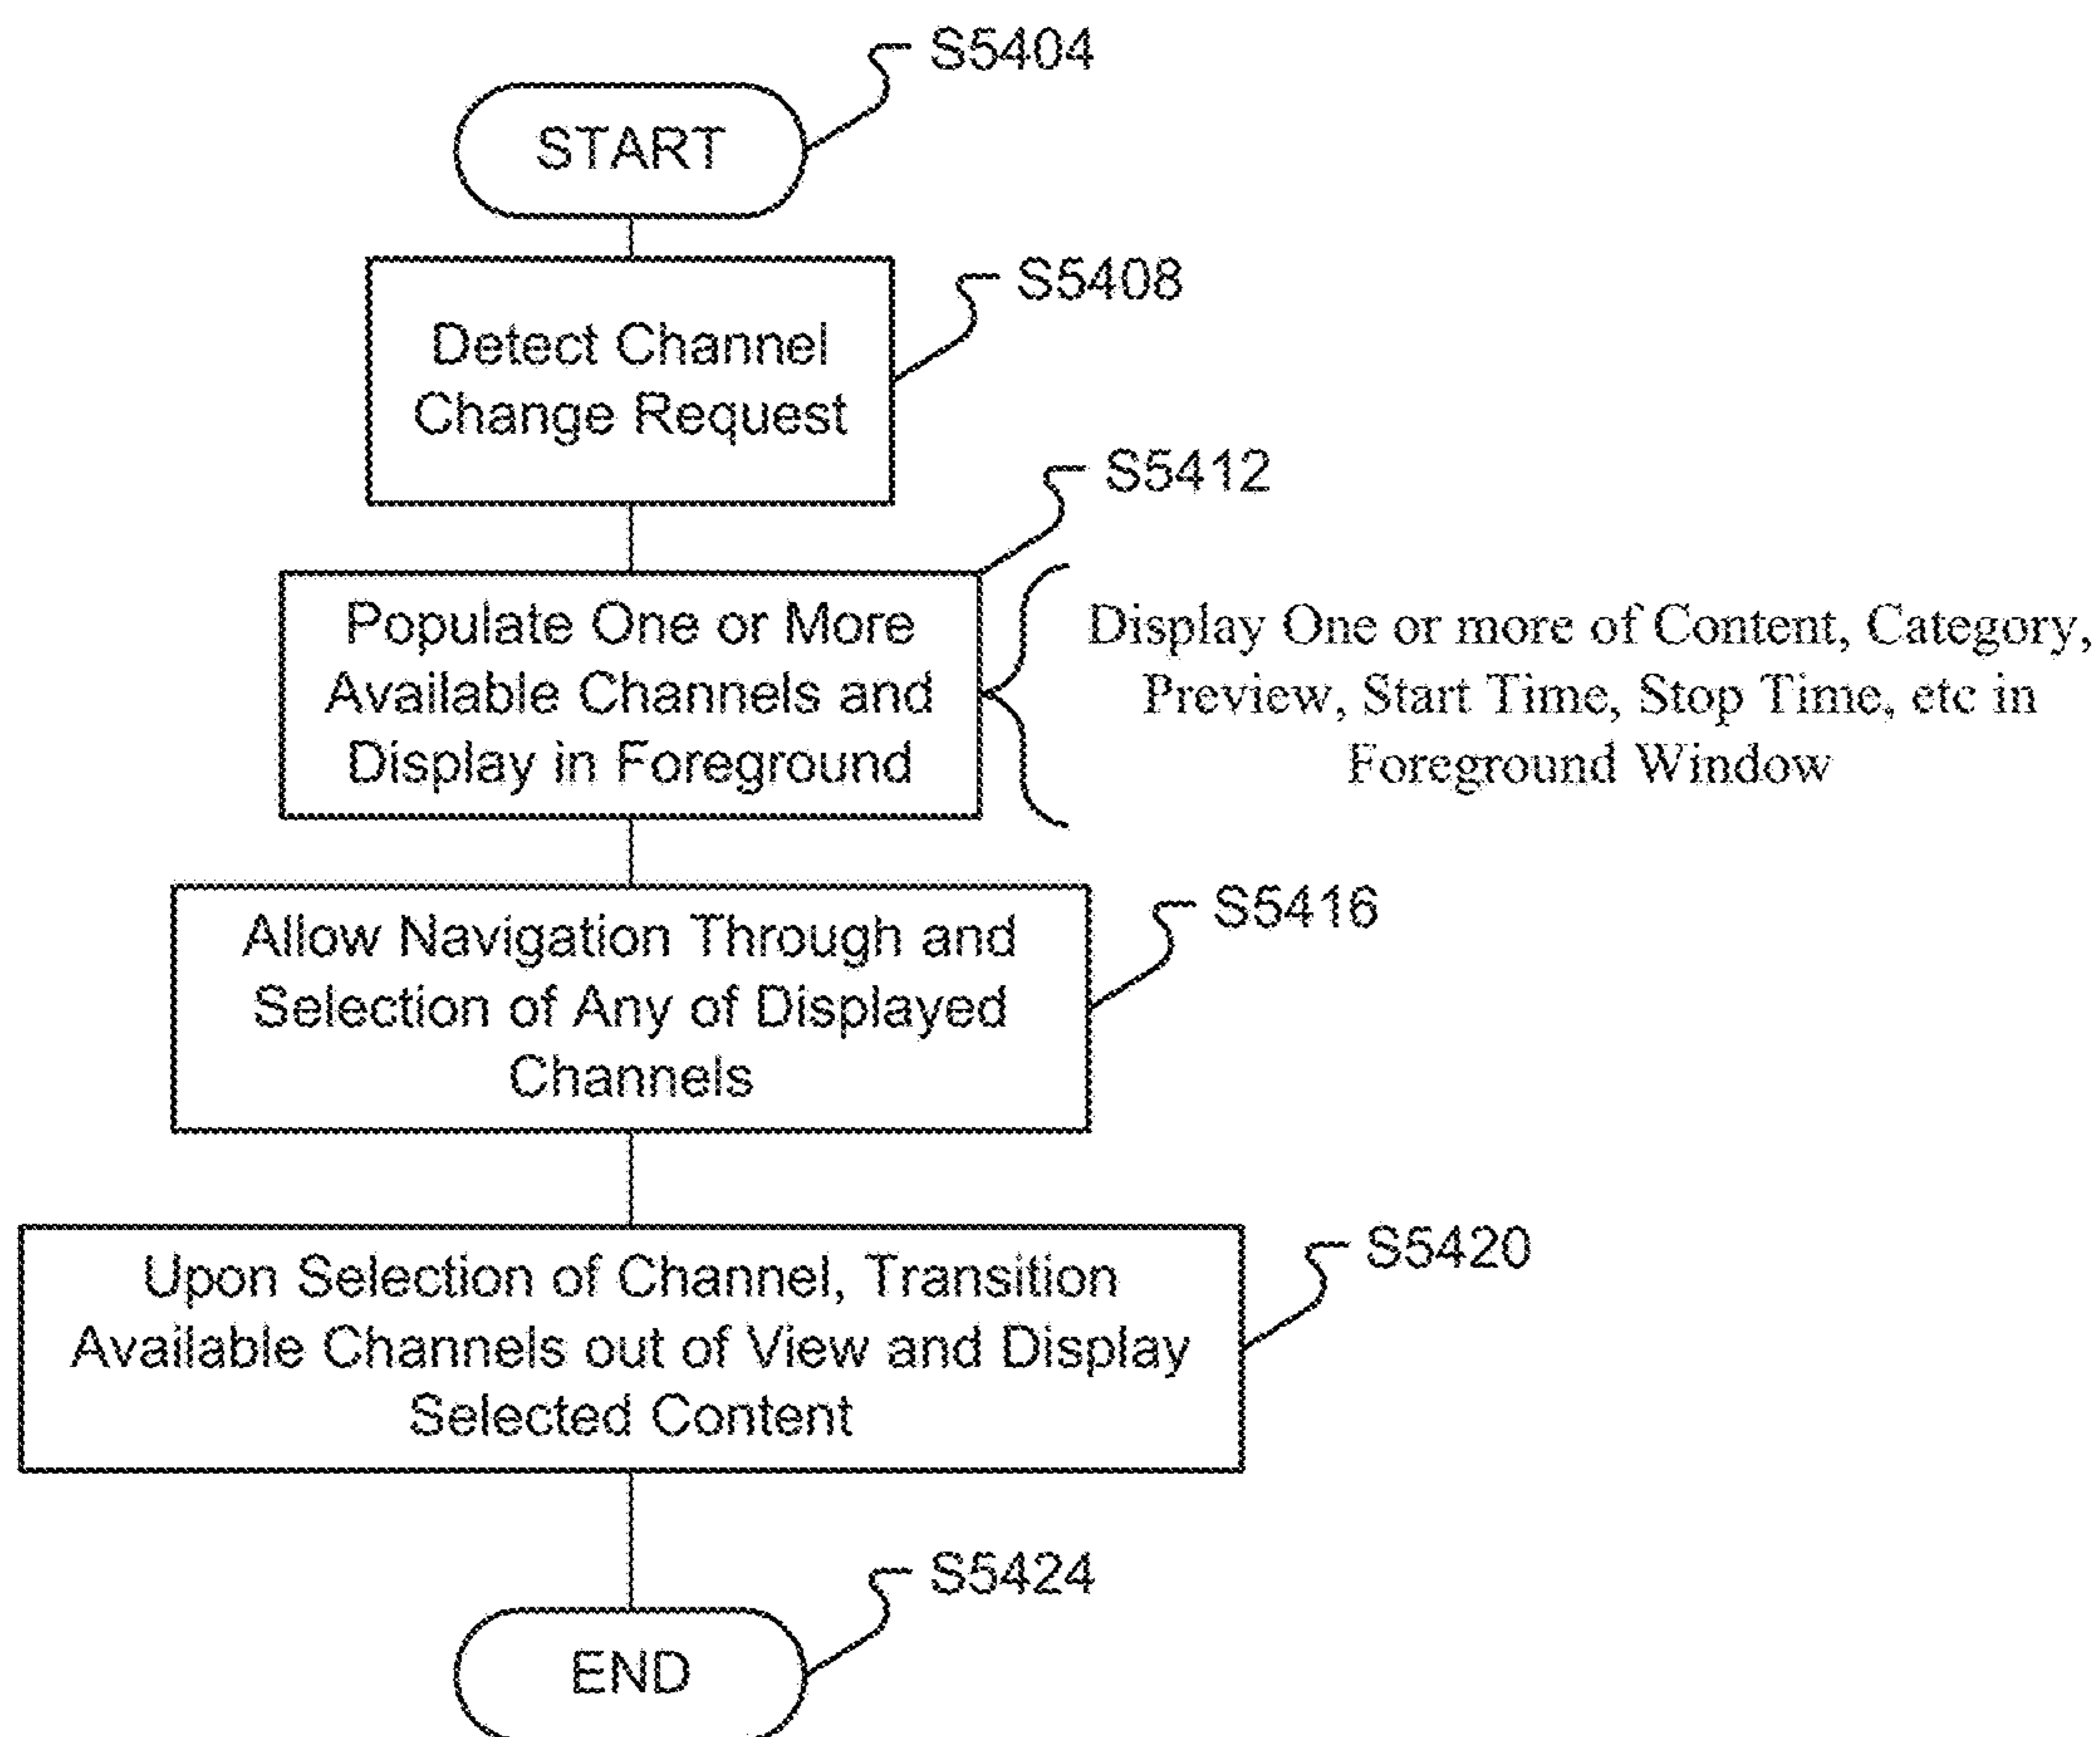 S5404
START
S5408
Detect Channel
Change Request
S5412
Populate One or More
Available Channels and
Display in Foreground
Display One or more of Content, Category,
Preview, Start Time, Stop Time, etc in
Foreground Window
S5416
Allow Navigation Through and
Selection of Any of Displayed
Channels
S5420
Upon Selection of Channel, Transition
Available Channels out of View and Display
Selected Content
S5424
END